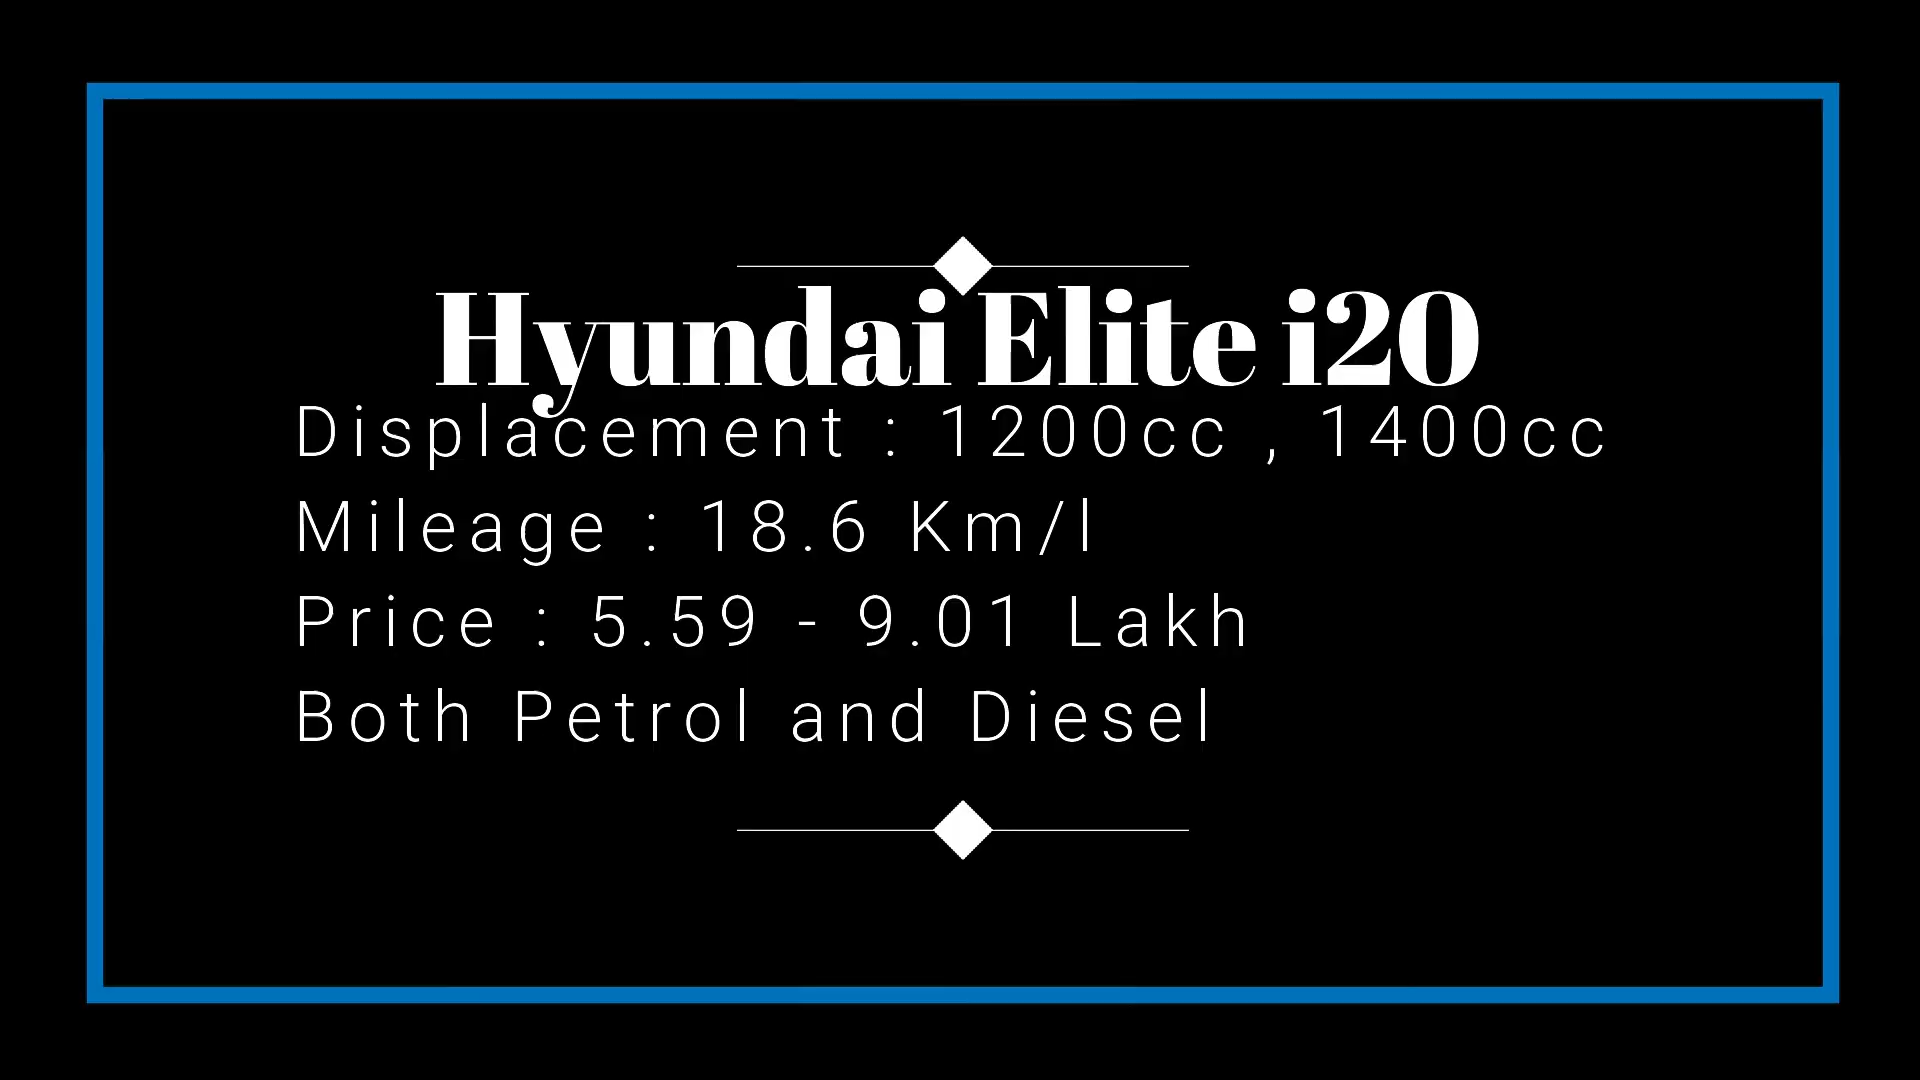 Hyundai Elite i20
Displacement : 1200cc , 1400cc
Mileage : 18.6 Km/l
Price : 5.59 - 9.01 Lakh
Both Petrol and Diesel